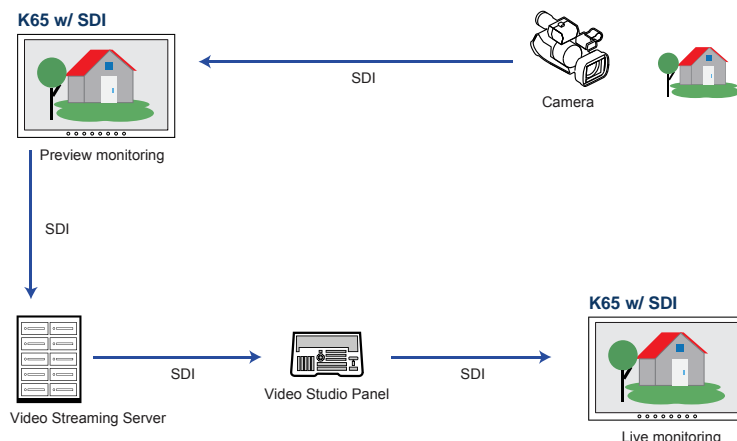 K65 w/ SDI
SDI
Camera
Preview monitoring
SDI
K65 w/ SDI
SDI
SDI
Video Streaming Server
Video Studio Panel
Live monitoring